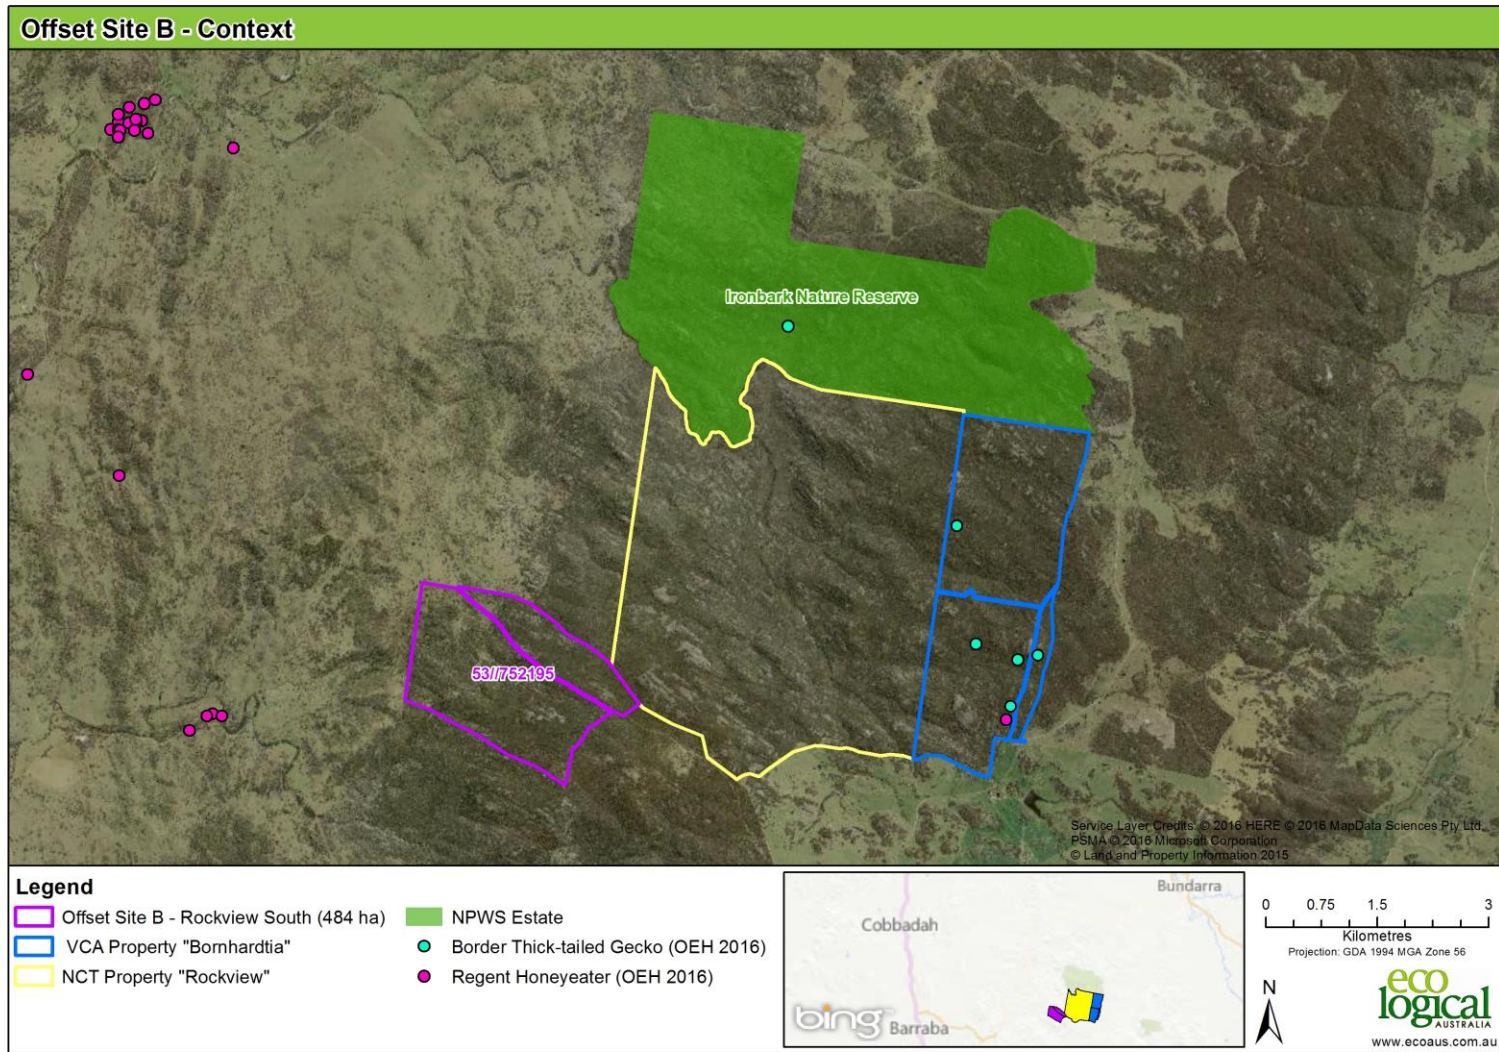 Offset Site B - Context
Ironbark Nature Reserve
53//752195
Service Layer Credits: © 2016 HERE © 2016 MapData Sciences Pty Ltd,
PSMA © 2016 Microsoft Corporation
© Land and Property Information 2015
Legend
Offset Site B - Rockview South (484 ha)
VCA Property "Bornhardtia"
NCT Property "Rockview"
NPWS Estate
Border Thick-tailed Gecko (OEH 2016)
Regent Honeyeater (OEH 2016)
Bundarra
Cobbadah
Barraba
bing
0 0.75 1.5 3
Kilometres
Projection: GDA 1994 MGA Zone 56
N
eco
logical
AUSTRALIA
www.ecoaus.com.au